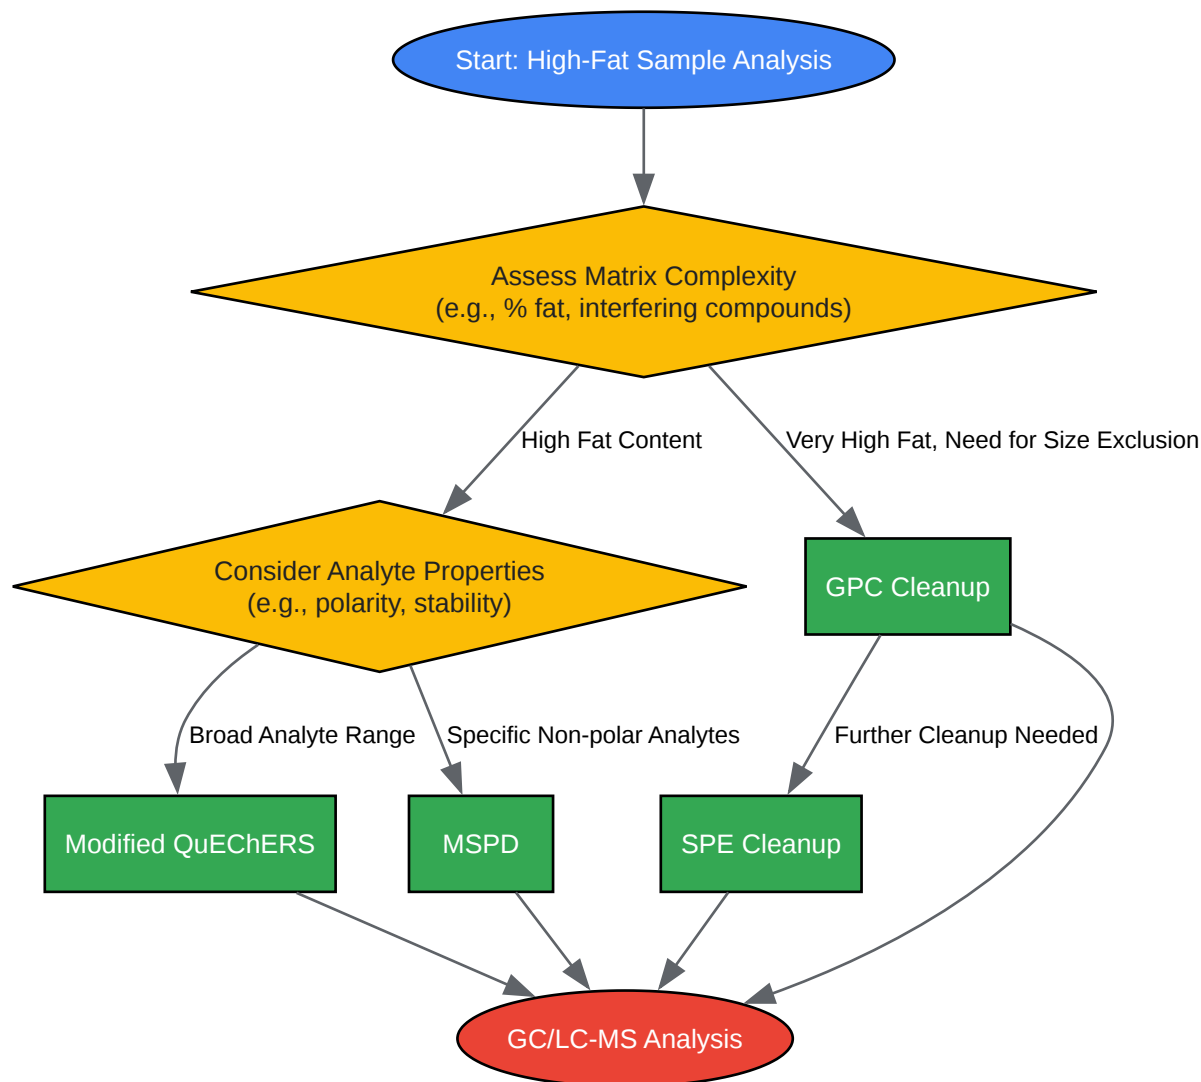 Start: High-Fat Sample Analysis
Assess Matrix Complexity
(e.g., % fat, interfering compounds)
High Fat Content
Very High Fat, Need for Size Exclusion
Consider Analyte Properties
(e.g., polarity, stability)
GPC Cleanup
Broad Analyte Range
Specific Non-polar Analytes
Further Cleanup Needed
Modified QuEChERS
MSPD
SPE Cleanup
GC/LC-MS Analysis